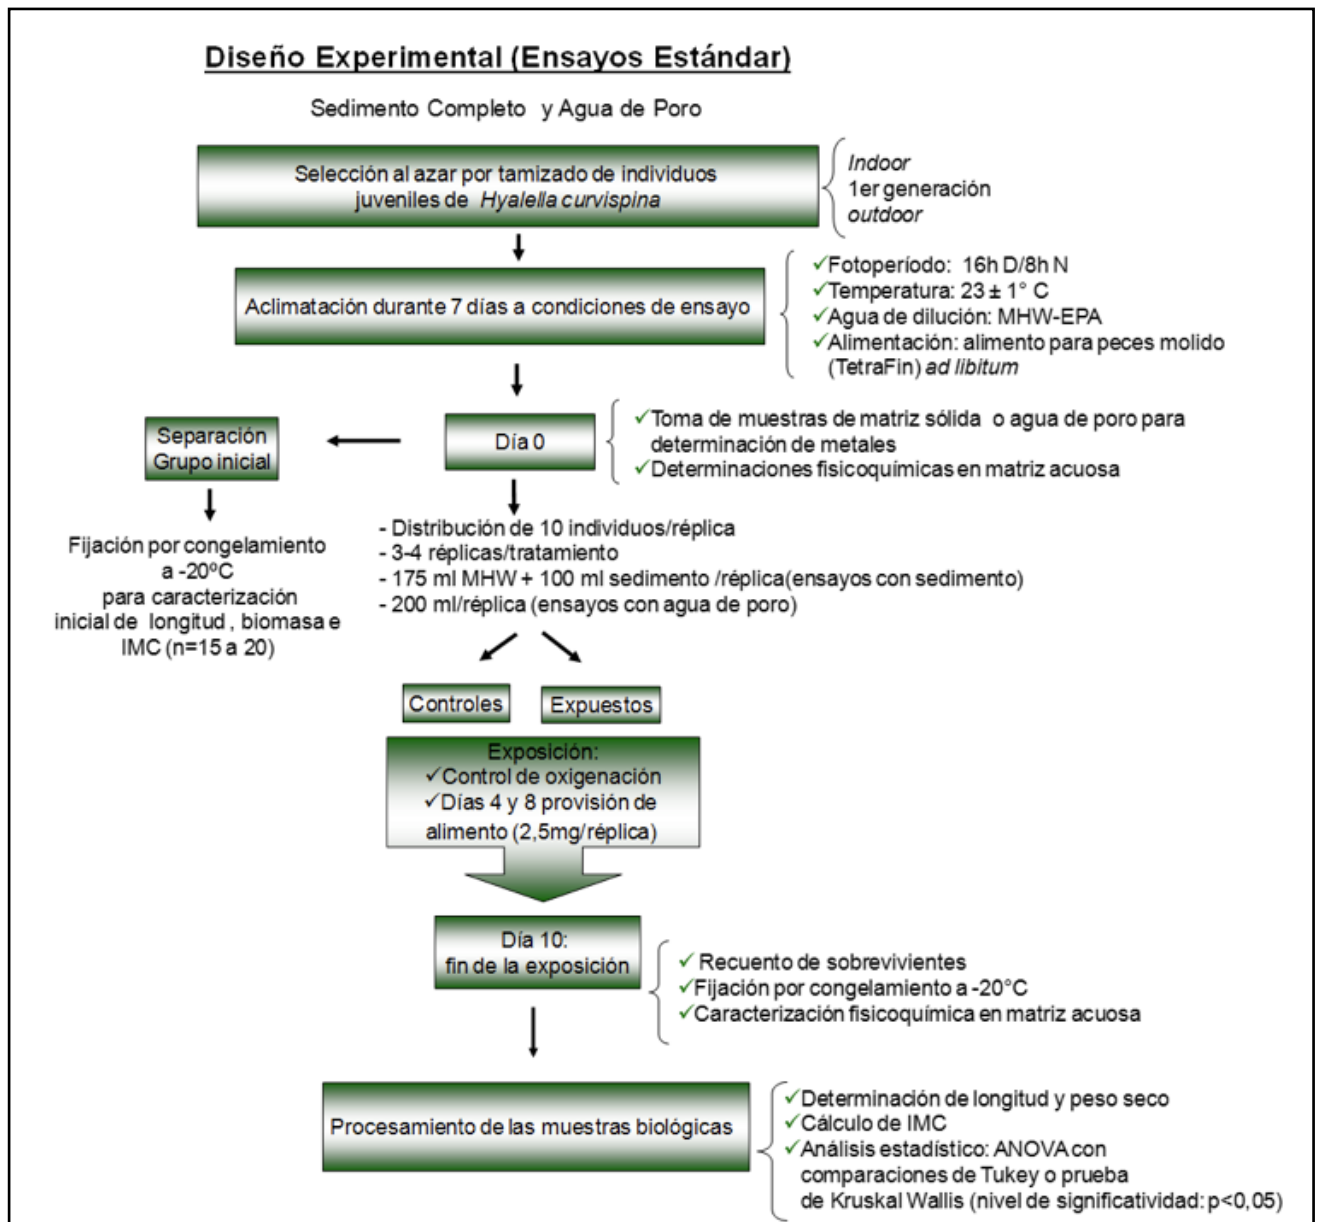 Diseño Experimental (Ensayos Estándar)
Sedimento Completo y Agua de Poro
Selección al azar por tamizado de individuos
juveniles de Hyalella curvispina
Indoor
1er generación
outdoor
Aclimatación durante 7 días a condiciones de ensayo
✓Fotoperíodo: 16h D/8h N
✓Temperatura: 23 ± 1° C
✓Agua de dilución: MHW-EPA
✓Alimentación: alimento para peces molido
(TetraFin) ad libitum
Separación
Grupo inicial
Día 0
✓Toma de muestras de matriz sólida o agua de poro para
determinación de metales
✓Determinaciones fisicoquímicas en matriz acuosa
Fijación por congelamiento
a -20ºC
para caracterización
inicial de longitud , biomasa e
IMC (n=15 a 20)
- Distribución de 10 individuos/réplica
- 3-4 réplicas/tratamiento
- 175 ml MHW + 100 ml sedimento /réplica(ensayos con sedimento)
- 200 ml/réplica (ensayos con agua de poro)
Controles
Expuestos
Exposición:
✓Control de oxigenación
✓Días 4 y 8 provisión de
alimento (2,5mg/réplica)
Día 10:
fin de la exposición
✓ Recuento de sobrevivientes
✓Fijación por congelamiento a -20°C
✓Caracterización fisicoquímica en matriz acuosa
Procesamiento de las muestras biológicas
✓Determinación de longitud y peso seco
✓Cálculo de IMC
✓Análisis estadístico: ANOVA con
comparaciones de Tukey o prueba
de Kruskal Wallis (nivel de significatividad: p<0,05)